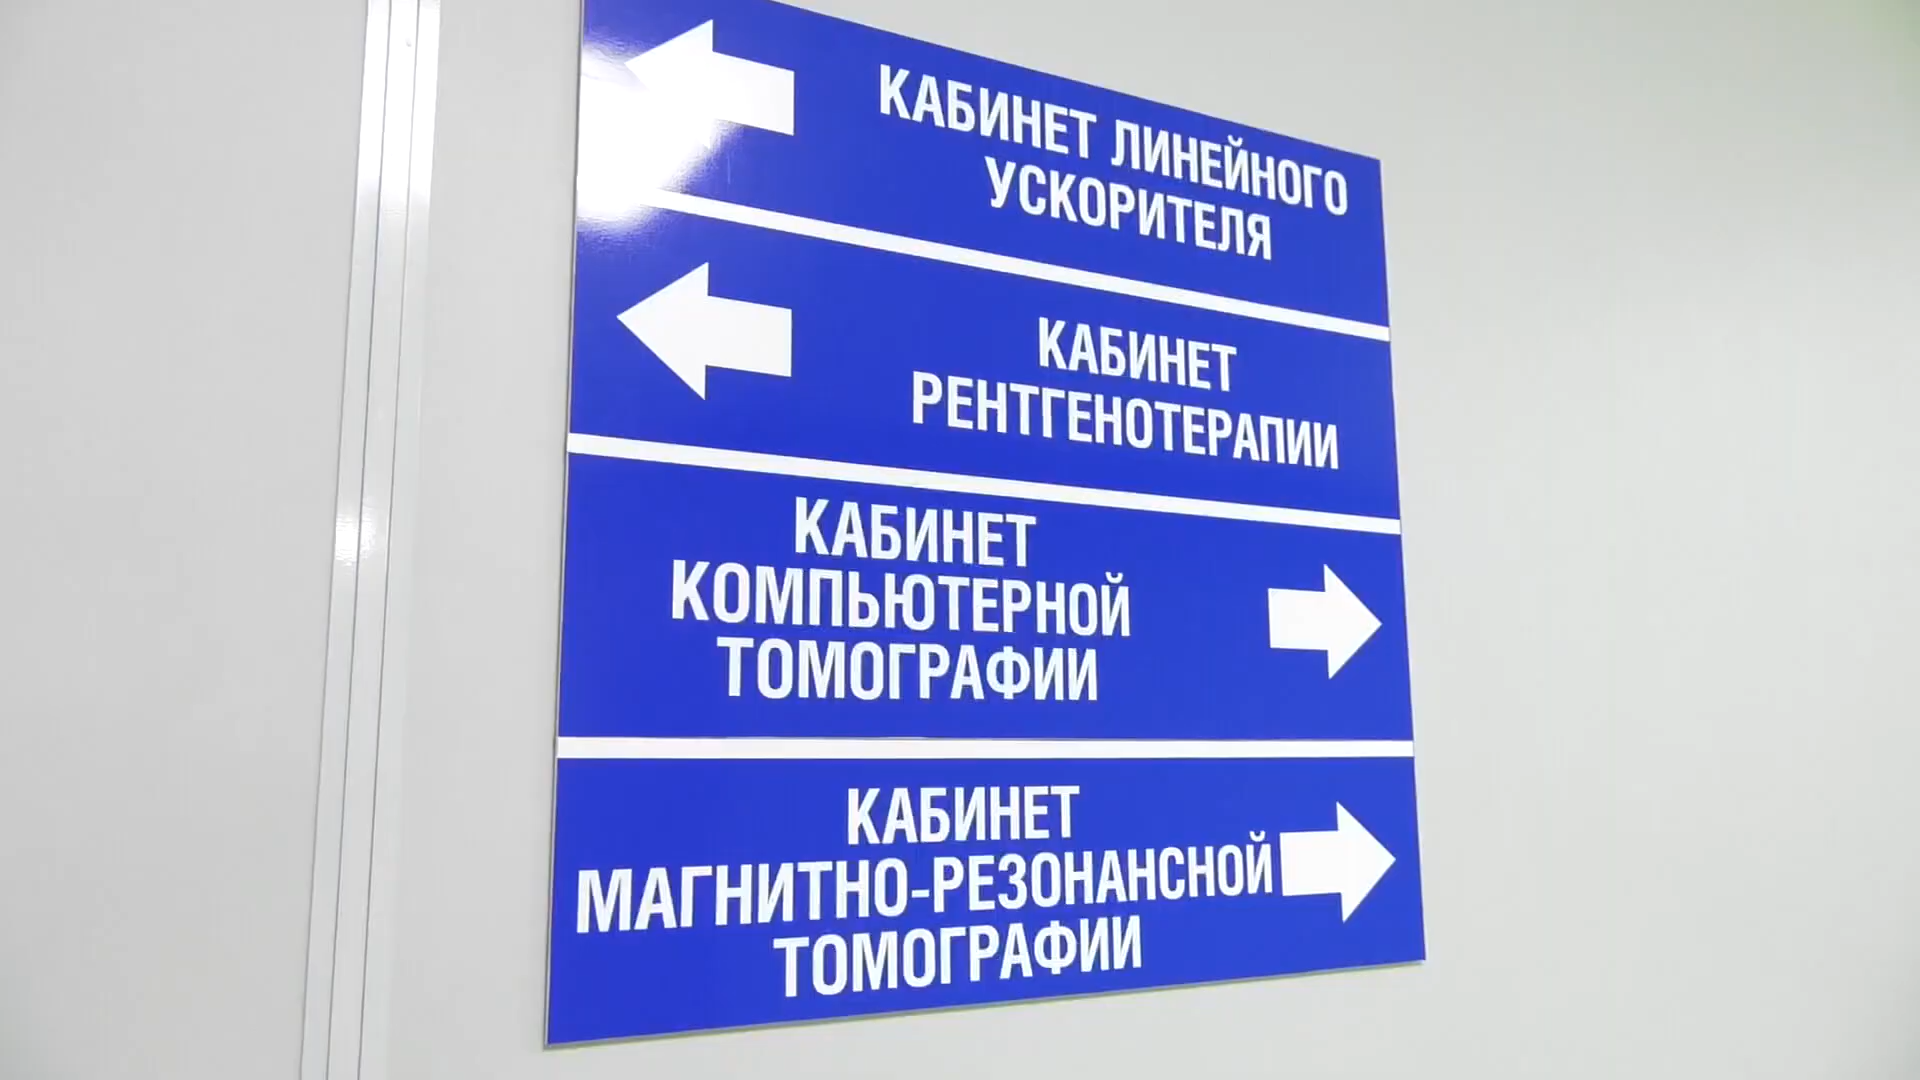 КАБИНЕТ ЛИНЕЙНОГО
УСКОРИТЕЛЯ
КАБИНЕТ
РЕНТГЕНОТЕРАПИИ
КАБИНЕТ
КОМПЬЮТЕРНОЙ
ТОМОГРАФИИ
КАБИНЕТ
МАГНИТНО-РЕЗОНАНСНОЙ
ТОМОГРАФИИ